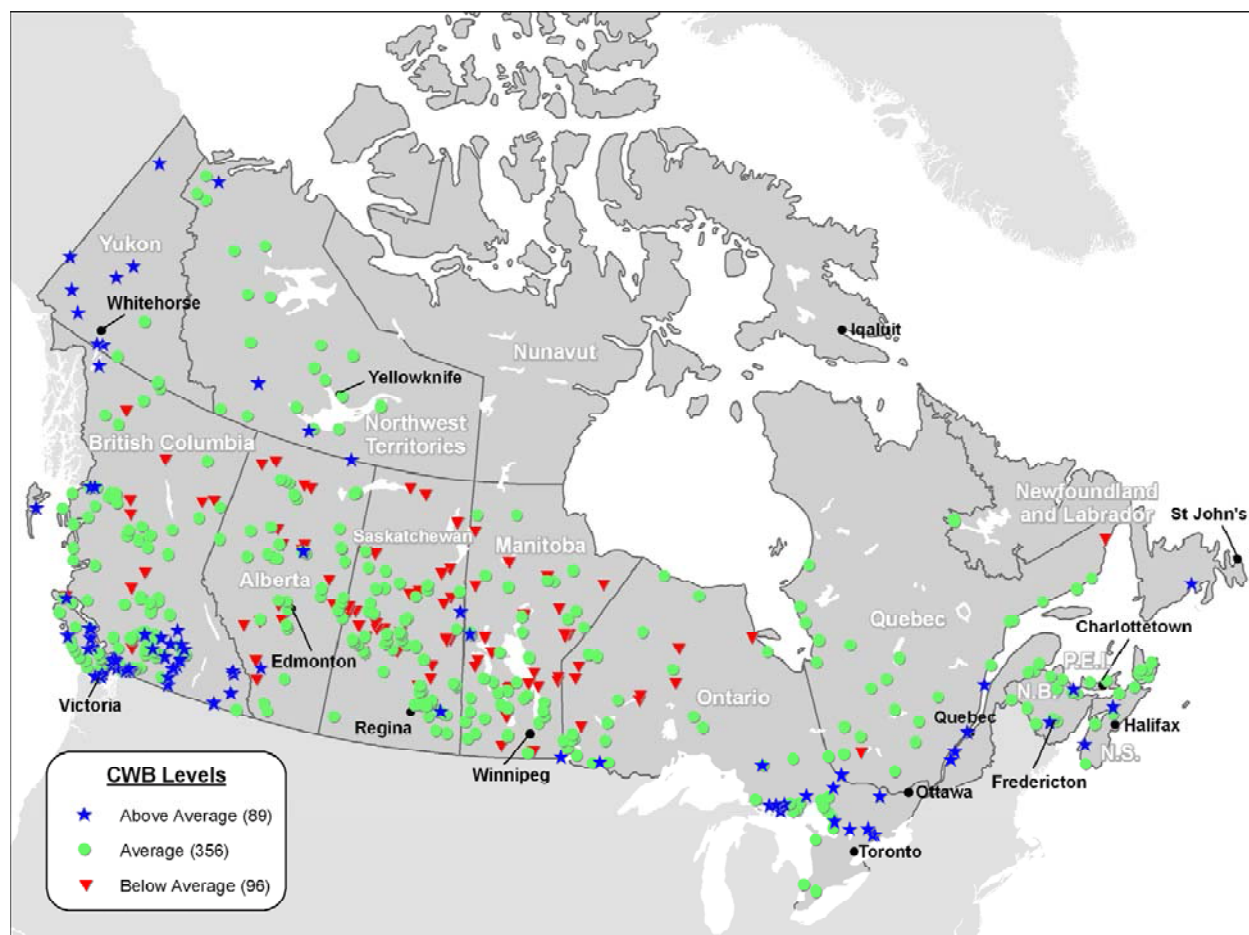 Yukon
Whitehorse
Iqaluit
Nunavut
Yellowknife
Northwest
Territories
British Columbia
Newfoundland
and Labrador
St John's
Saskatchewan
Manitoba
Alberta
Quebec
Charlottetown
Edmonton
P.E.I.
N.B.
Ontario
Victoria
Regina
Quebec
Halifax
N.S.
Winnipeg
Fredericton
Ottawa
Toronto
CWB Levels
Above Average (89)
Average (356)
Below Average (96)